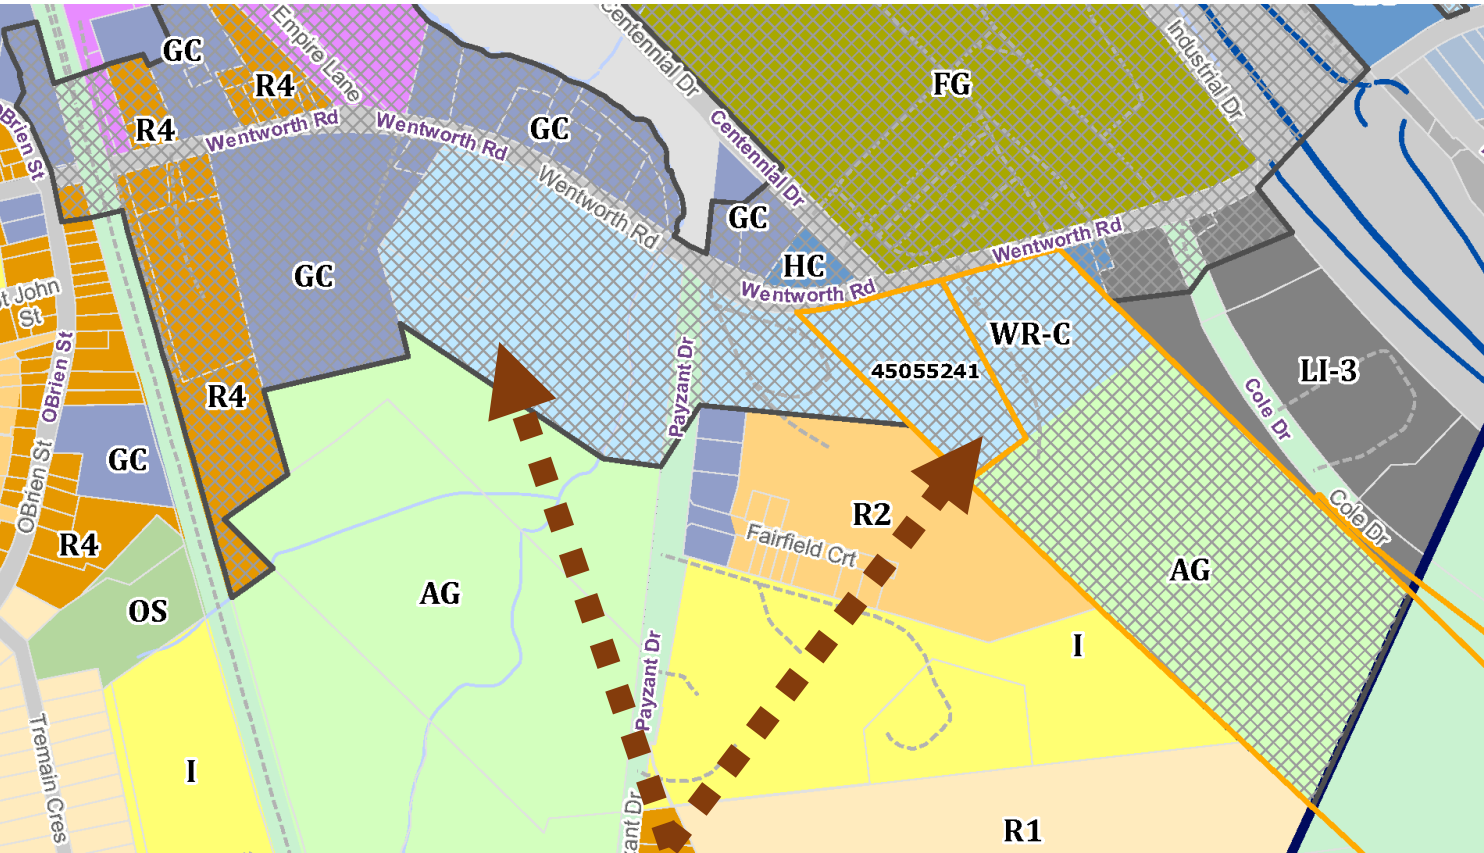 GC
Empire Lane
Centennial Dr
Industrial Dr
R4
FG
R4
Wentworth Rd
Wentworth Rd
GC
Centennial Dr
OBrien St
Wentworth Rd
GC
Wentworth Rd
HC
GC
Wentworth Rd
St John
St
WR-C
45055241
LI-3
OBrien St
Payzant Dr
R4
Cole Dr
GC
OBrien St
R2
Cole Dr
R4
Fairfield Crt
AG
AG
OS
I
Payzant Dr
Tremain Cres
I
zant Dr
R1